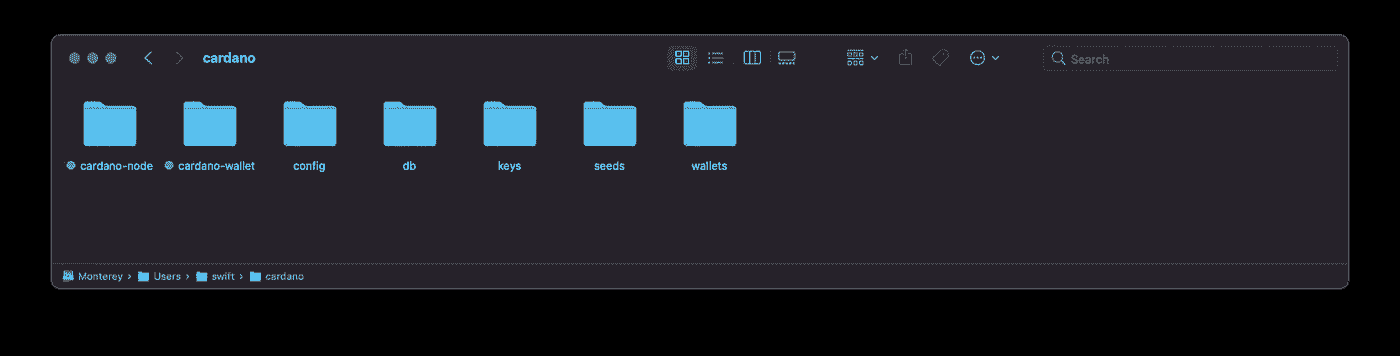 cardano
Search
cardano-node cardano-wallet config db keys seeds wallets
Monterey › Users › swift › cardano